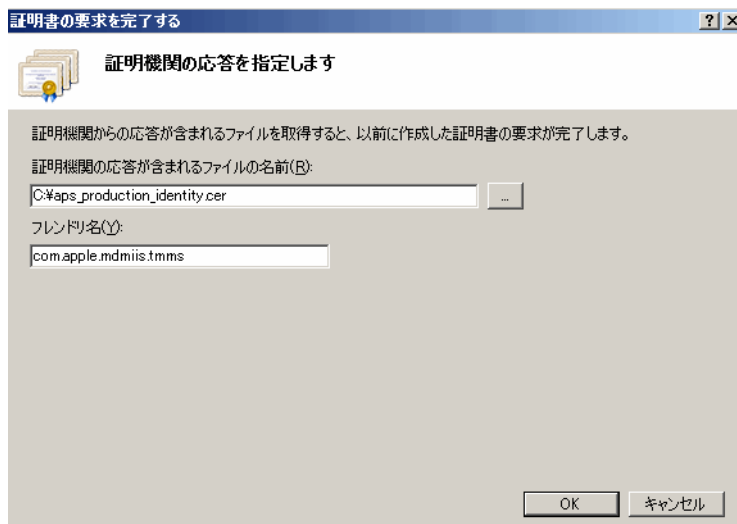 証明書の要求を完了する
証明機関の応答を指定します
証明機関からの応答が含まれるファイルを取得すると、以前に作成した証明書の要求が完了します。
証明機関の応答が含まれるファイルの名前(R):
C:¥aps_production_identity.cer
...
フレンドリ名(Y):
com.apple.mdmiis.tmms
OK キャンセル